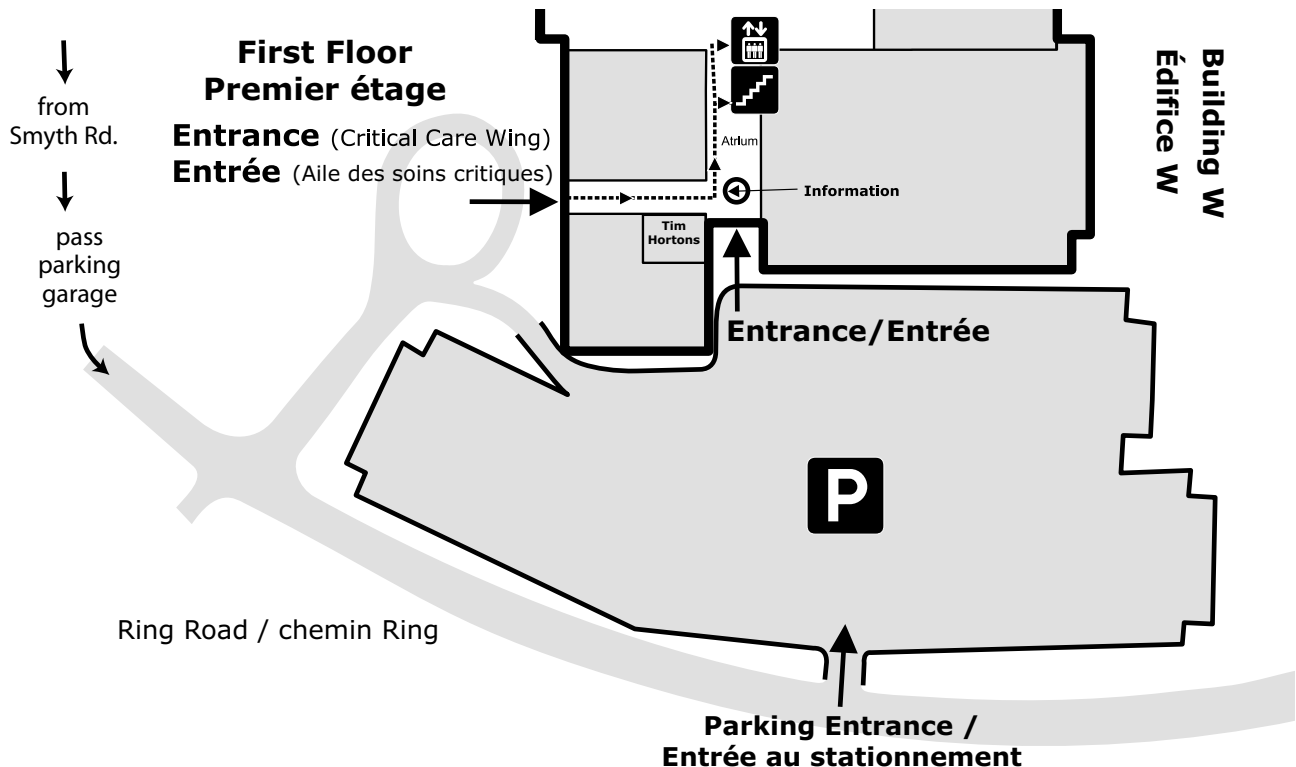 from
Smyth Rd.
pass
parking
garage
First Floor
Premier étage
Entrance (Critical Care Wing)
Entrée (Aile des soins critiques)
Atrium
Information
Tim
Hortons
Entrance/Entrée
Building W
Édifice W
P
Ring Road / chemin Ring
Parking Entrance /
Entrée au stationnement